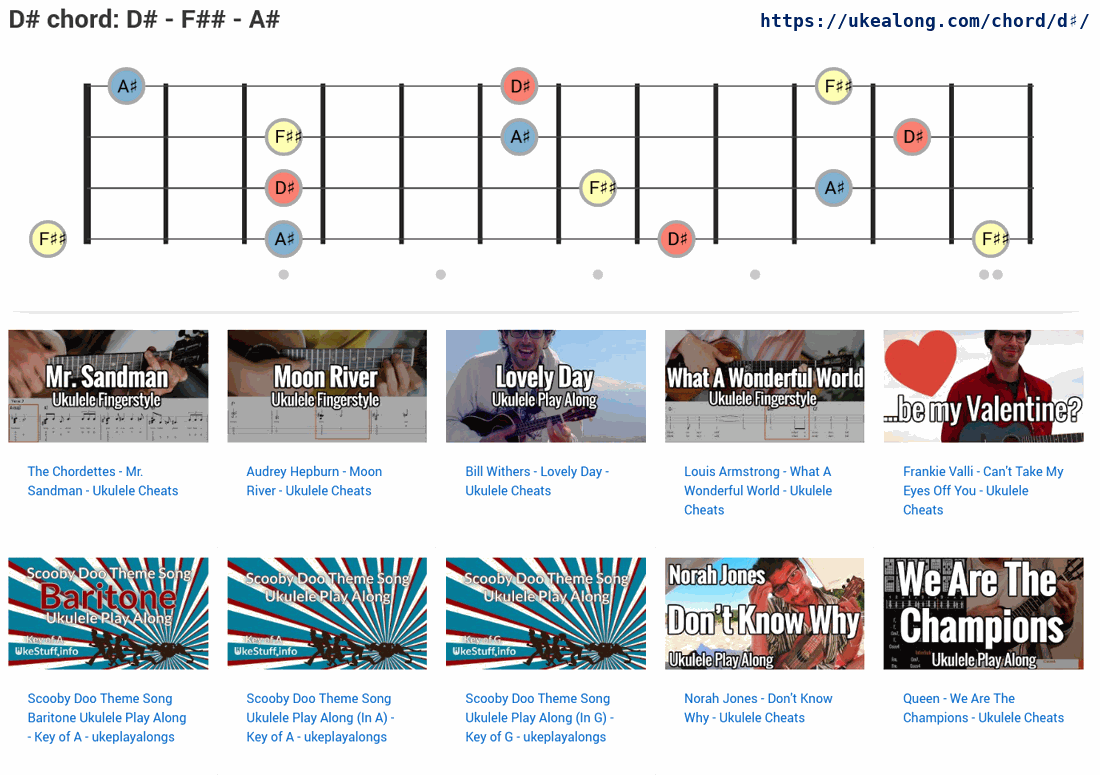 D# chord: D# - F## - A#
https://ukealong.com/chord/d♯/
A♯ D♯ F♯♯
F♯♯ A♯ D♯
D♯ F♯♯ A♯
F♯♯ A♯ D♯ F♯♯
Mr. Sandman
Ukulele Fingerstyle
Moon River
Ukulele Fingerstyle
Lovely Day
Ukulele Play Along
What A Wonderful World
Ukulele Fingerstyle
...be my Valentine?
The Chordettes - Mr.
Sandman - Ukulele Cheats
Audrey Hepburn - Moon
River - Ukulele Cheats
Bill Withers - Lovely Day -
Ukulele Cheats
Louis Armstrong - What A
Wonderful World - Ukulele
Cheats
Frankie Valli - Can't Take My
Eyes Off You - Ukulele
Cheats
Scooby Doo Theme Song
Baritone
Ukulele Play Along
Key of A
UkeStuff.info
Scooby Doo Theme Song
Ukulele Play Along
Key of A
UkeStuff.info
Scooby Doo Theme Song
Ukulele Play Along
Key of G
UkeStuff.info
Norah Jones
Don't Know Why
Ukulele Play Along
We Are The
Champions
Ukulele Play Along
Scooby Doo Theme Song
Baritone Ukulele Play Along
- Key of A - ukeplayalongs
Scooby Doo Theme Song
Ukulele Play Along (In A) -
Key of A - ukeplayalongs
Scooby Doo Theme Song
Ukulele Play Along (In G) -
Key of G - ukeplayalongs
Norah Jones - Don't Know
Why - Ukulele Cheats
Queen - We Are The
Champions - Ukulele Cheats